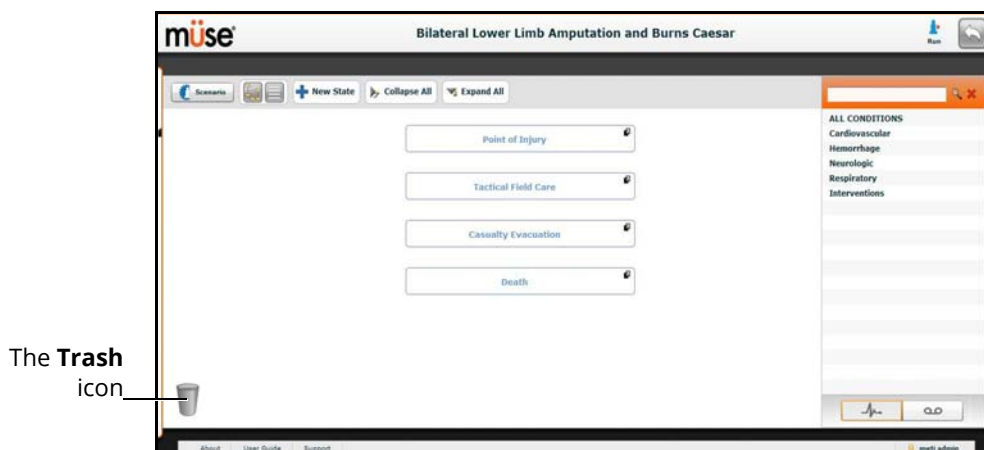 müse
Bilateral Lower Limb Amputation and Burns Caesar
Run
Scenario
New State
Collapse All
Expand All
Point of Injury
Tactical Field Care
Casualty Evacuation
Death
ALL CONDITIONS
Cardiovascular
Hemorrhage
Neurologic
Respiratory
Interventions
The Trash
icon
About
User Guide
Support
meti admin